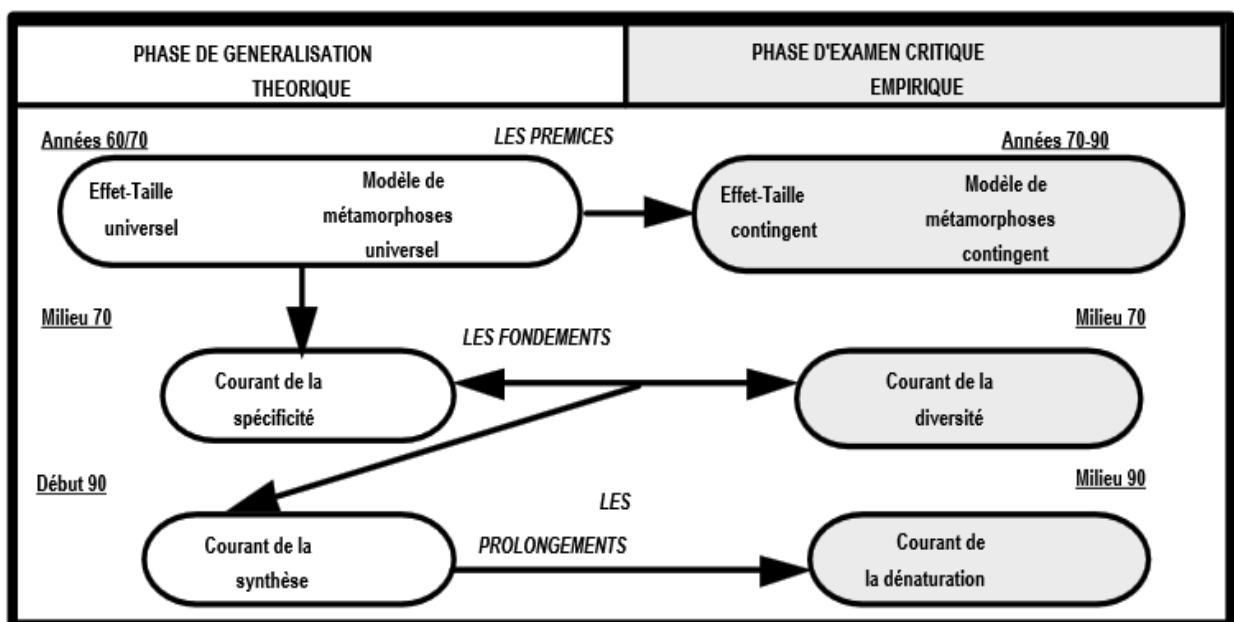 PHASE DE GENERALISATION
THEORIQUE
PHASE D'EXAMEN CRITIQUE
EMPIRIQUE
Années 60/70
LES PREMICES
Années 70-90
Effet-Taille
universel
Modèle de
métamorphoses
universel
Effet-Taille
contingent
Modèle de
métamorphoses
contingent
Milieu 70
LES FONDEMENTS
Milieu 70
Courant de la
spécificité
Courant de la
diversité
Début 90
LES
PROLONGEMENTS
Milieu 90
Courant de la
synthèse
Courant de
la dénaturation